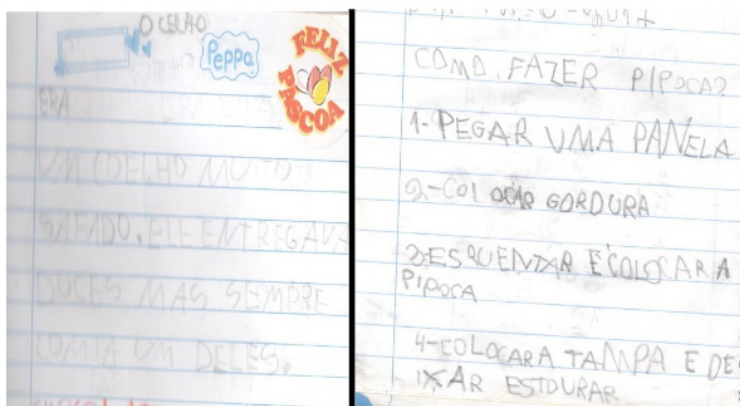 O CELHO
Peppa
FELIZ
PÁSCOA
ERA
UM COELHO MUITO
SAFADO. ELE ENTREGAVA
DOCES MAS SEMPRE
COMIA UM DELES.
COMO FAZER PIPOCA?
1- PEGAR UMA PANELA
2- COLOCAR GORDURA
3 ESQUENTAR E COLOCAR A
PIPOCA
4- COLOCAR A TAMPA E DE
IXAR ESTOURAR